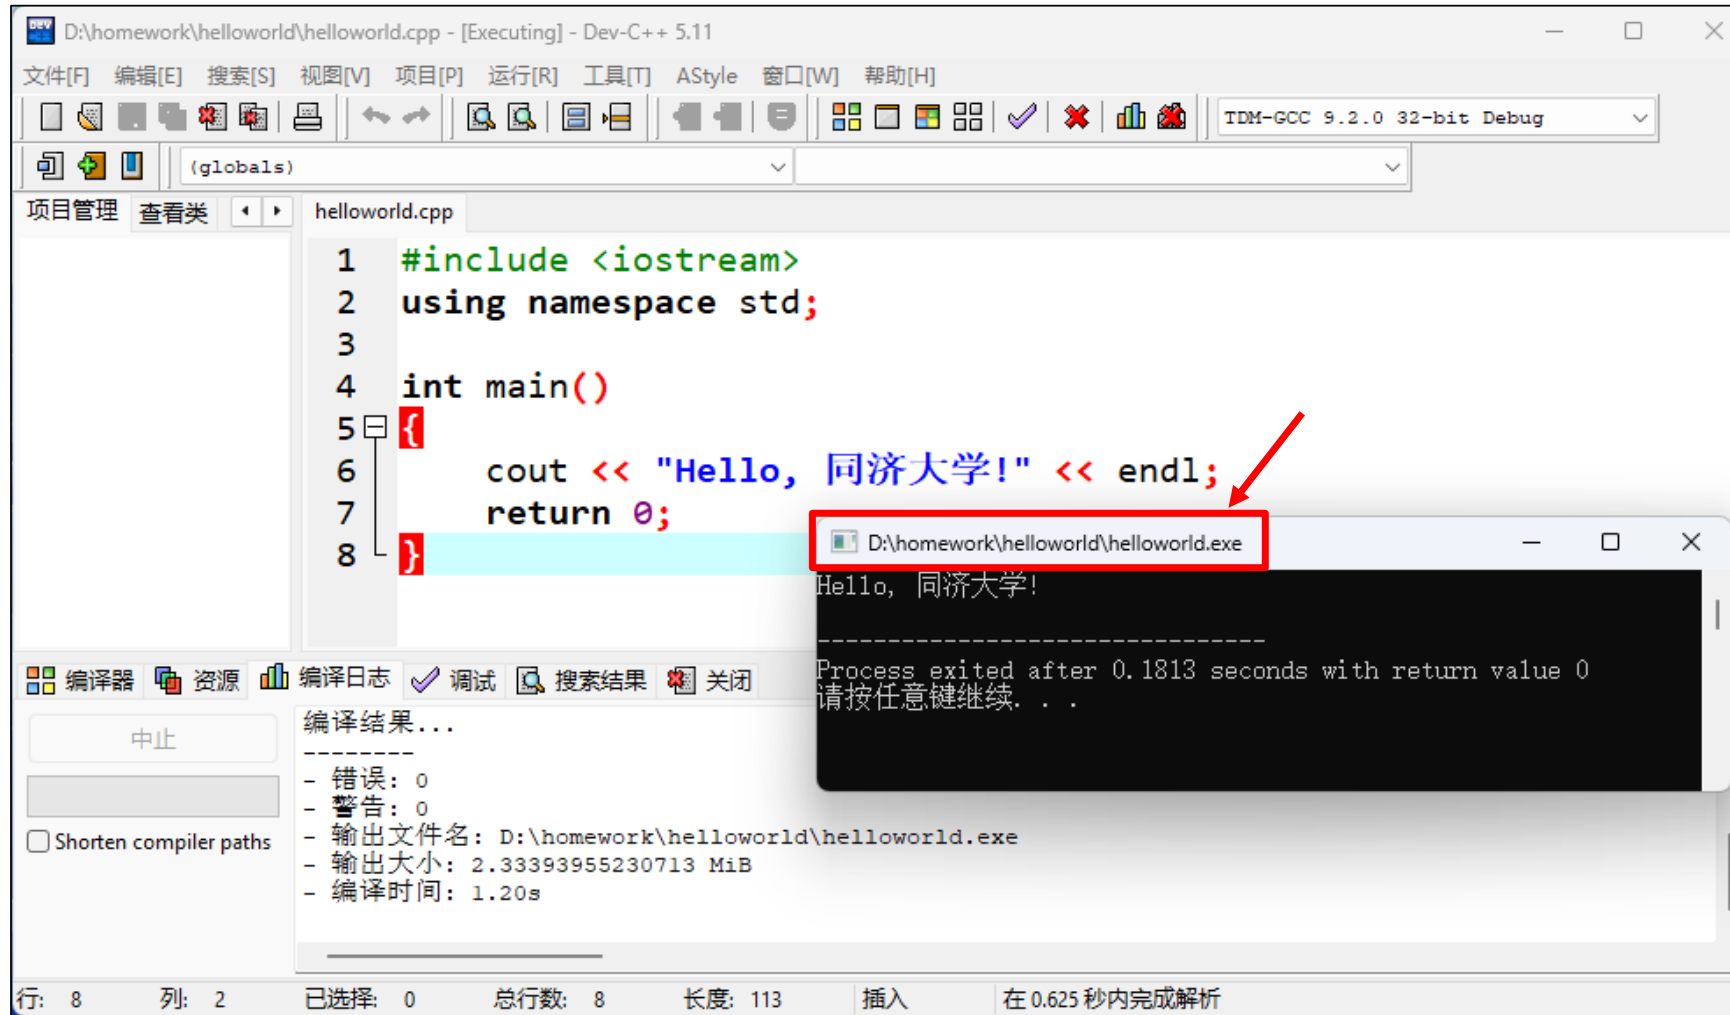 D:\homework\helloworld\helloworld.cpp - [Executing] - Dev-C++ 5.11
文件[F] 编辑[E] 搜索[S] 视图[V] 项目[P] 运行[R] 工具[T] AStyle 窗口[W] 帮助[H]
TDM-GCC 9.2.0 32-bit Debug
(globals)
项目管理 查看类 helloworld.cpp
1 #include <iostream>
2 using namespace std;
3
4 int main()
5 {
6 cout << "Hello, 同济大学!" << endl;
7 return 0;
8 }
D:\homework\helloworld\helloworld.exe
Hello, 同济大学!
--------------------------------
Process exited after 0.1813 seconds with return value 0
请按任意键继续. . .
编译器 资源 编译日志 调试 搜索结果 关闭
中止
Shorten compiler paths
编译结果...
--------
- 错误: 0
- 警告: 0
- 输出文件名: D:\homework\helloworld\helloworld.exe
- 输出大小: 2.33393955230713 MiB
- 编译时间: 1.20s
行: 8 列: 2 已选择: 0 总行数: 8 长度: 113 插入 在 0.625 秒内完成解析